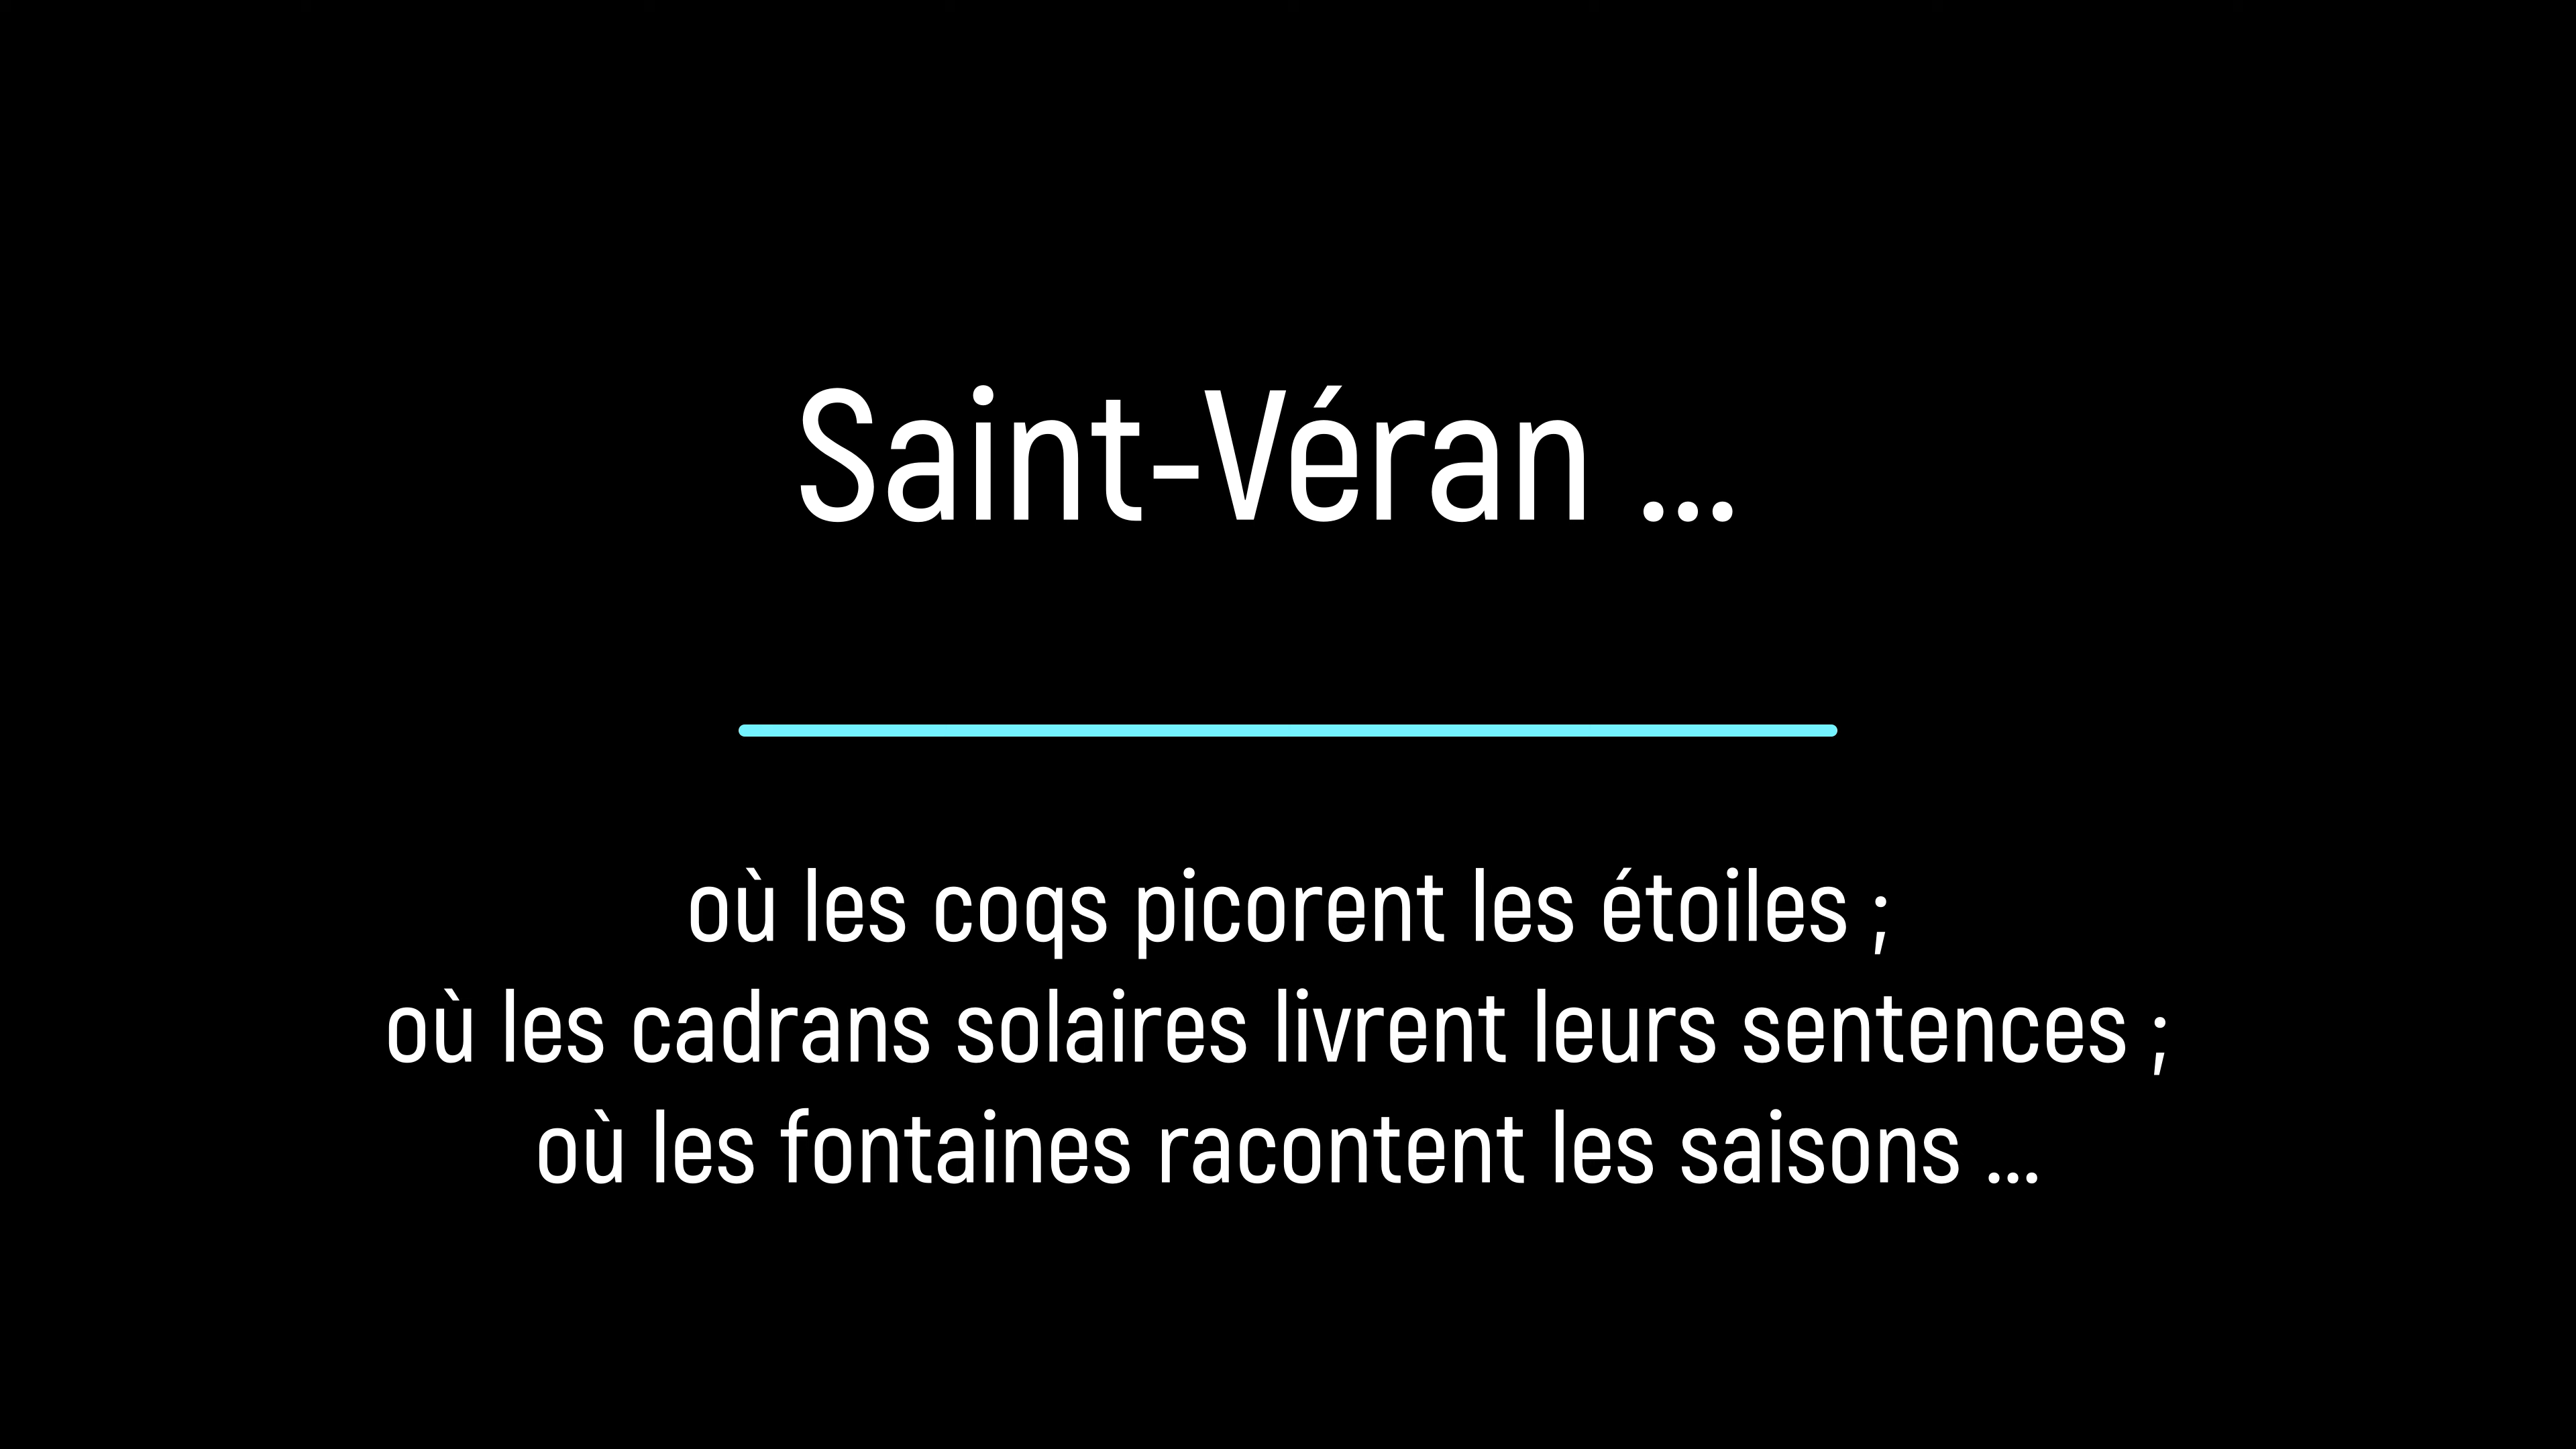 Saint-Véran ...
où les coqs picorent les étoiles ;
où les cadrans solaires livrent leurs sentences ;
où les fontaines racontent les saisons ...